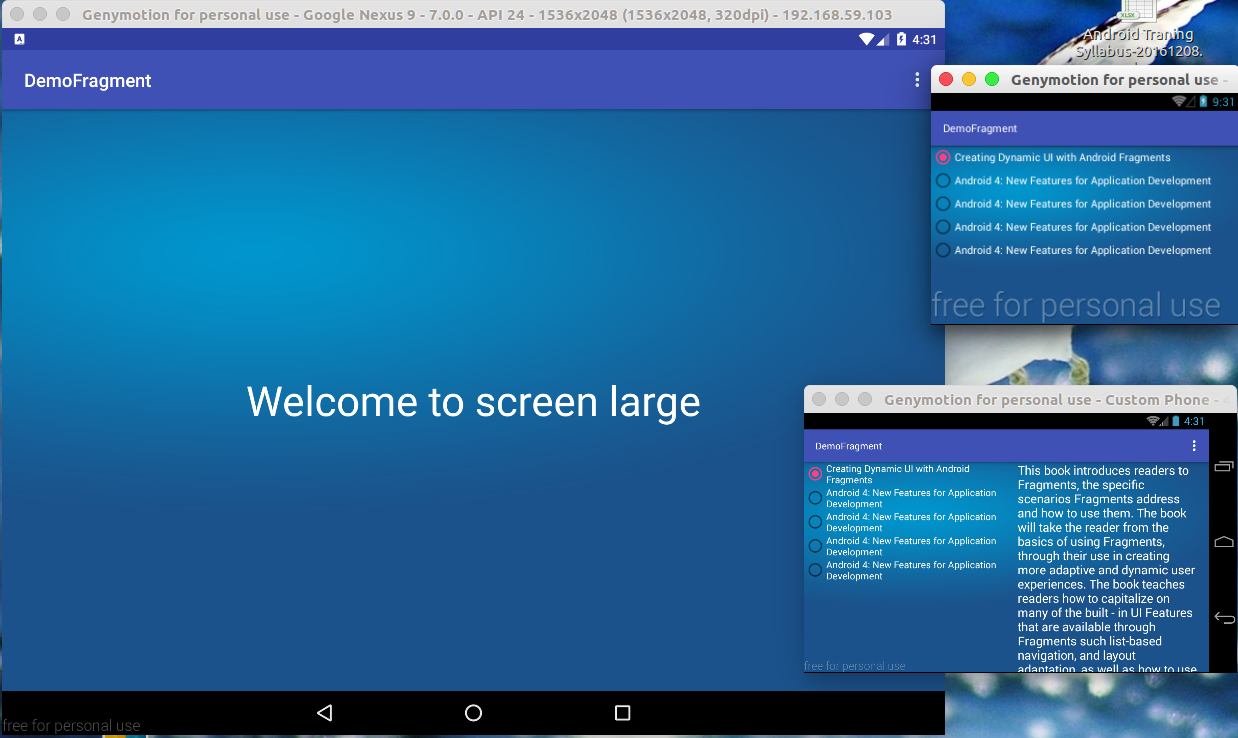 Genymotion for personal use - Google Nexus 9 - 7.0.0 - API 24 - 1536x2048 (1536x2048, 320dpi) - 192.168.59.103
A
4:31
DemoFragment
Welcome to screen large
free for personal use
XLSX
Android Traning
Syllabus-20161208.
Genymotion for personal use -
9:31
DemoFragment
Creating Dynamic UI with Android Fragments
Android 4: New Features for Application Development
Android 4: New Features for Application Development
Android 4: New Features for Application Development
Android 4: New Features for Application Development
free for personal use
Genymotion for personal use - Custom Phone -
4:31
DemoFragment
Creating Dynamic UI with Android
Fragments
Android 4: New Features for Application
Development
Android 4: New Features for Application
Development
Android 4: New Features for Application
Development
Android 4: New Features for Application
Development
This book introduces readers to
Fragments, the specific
scenarios Fragments address
and how to use them. The book
will take the reader from the
basics of using Fragments,
through their use in creating
more adaptive and dynamic user
experiences. The book teaches
readers how to capitalize on
many of the built - in UI Features
that are available through
Fragments such list-based
navigation, and layout
adaptation, as well as how to use
free for personal use